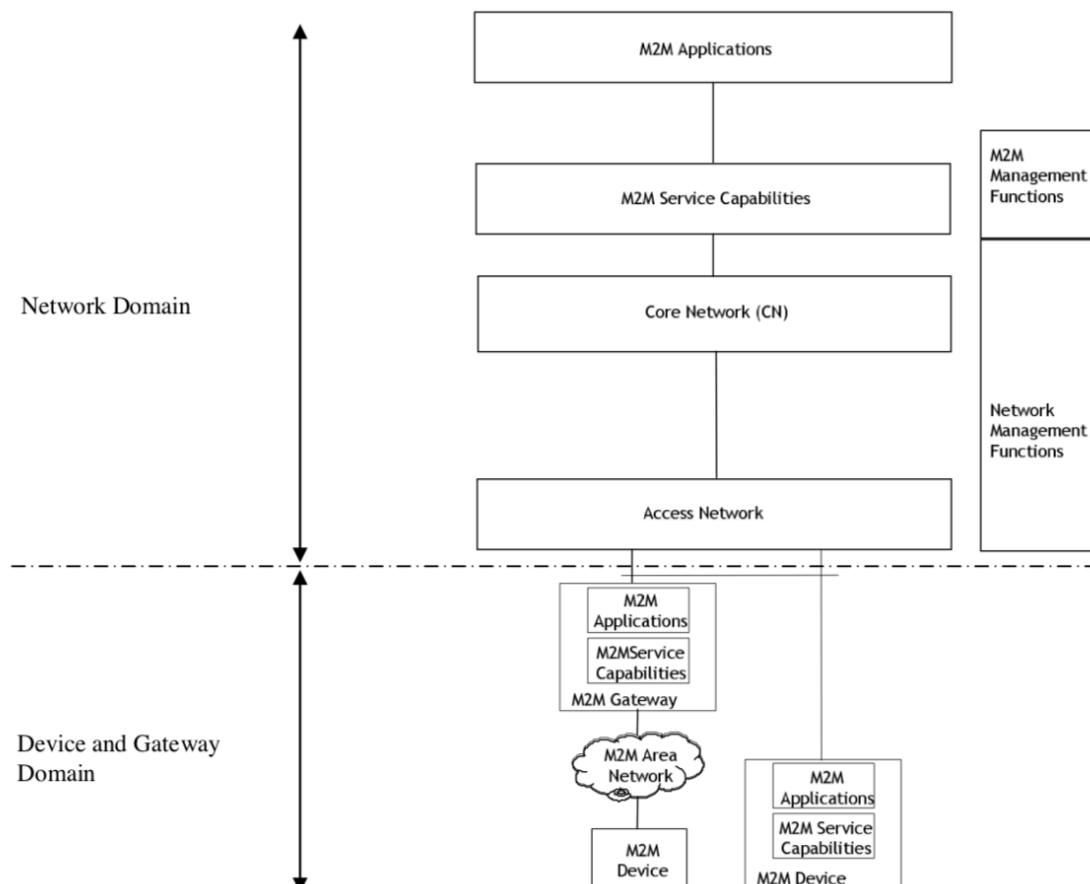 M2M Applications
M2M
Management
Functions
M2M Service Capabilities
Network Domain
Core Network (CN)
Network
Management
Functions
Access Network
M2M
Applications
M2MService
Capabilities
M2M Gateway
Device and Gateway
Domain
M2M Area
Network
M2M
Applications
M2M Service
Capabilities
M2M
Device
M2M Device